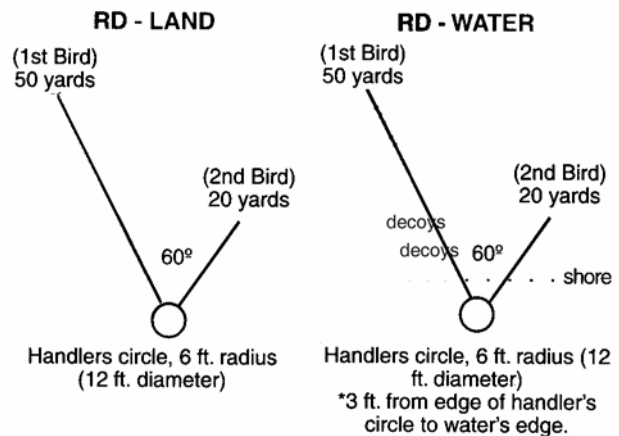 RD - LAND
(1st Bird)
50 yards
(2nd Bird)
20 yards
60º
Handlers circle, 6 ft. radius
(12 ft. diameter)
RD - WATER
(1st Bird)
50 yards
(2nd Bird)
20 yards
decoys
decoys 60º
shore
Handlers circle, 6 ft. radius (12
ft. diameter)
*3 ft. from edge of handler's
circle to water's edge.